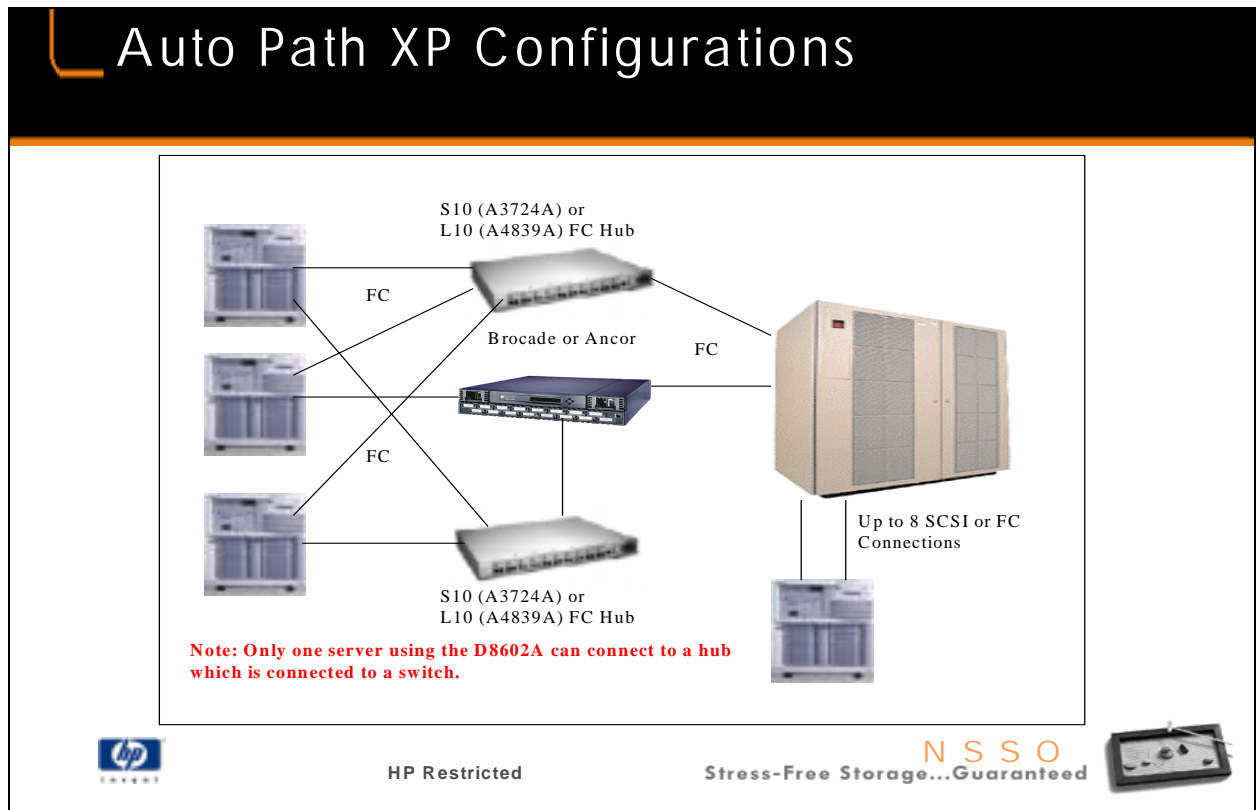 Auto Path XP Configurations
S10 (A3724A) or
L10 (A4839A) FC Hub
FC
Brocade or Ancor
FC
FC
Up to 8 SCSI or FC
Connections
S10 (A3724A) or
L10 (A4839A) FC Hub
Note: Only one server using the D8602A can connect to a hub
which is connected to a switch.
hp
invent
HP Restricted
NSSO
Stress-Free Storage...Guaranteed